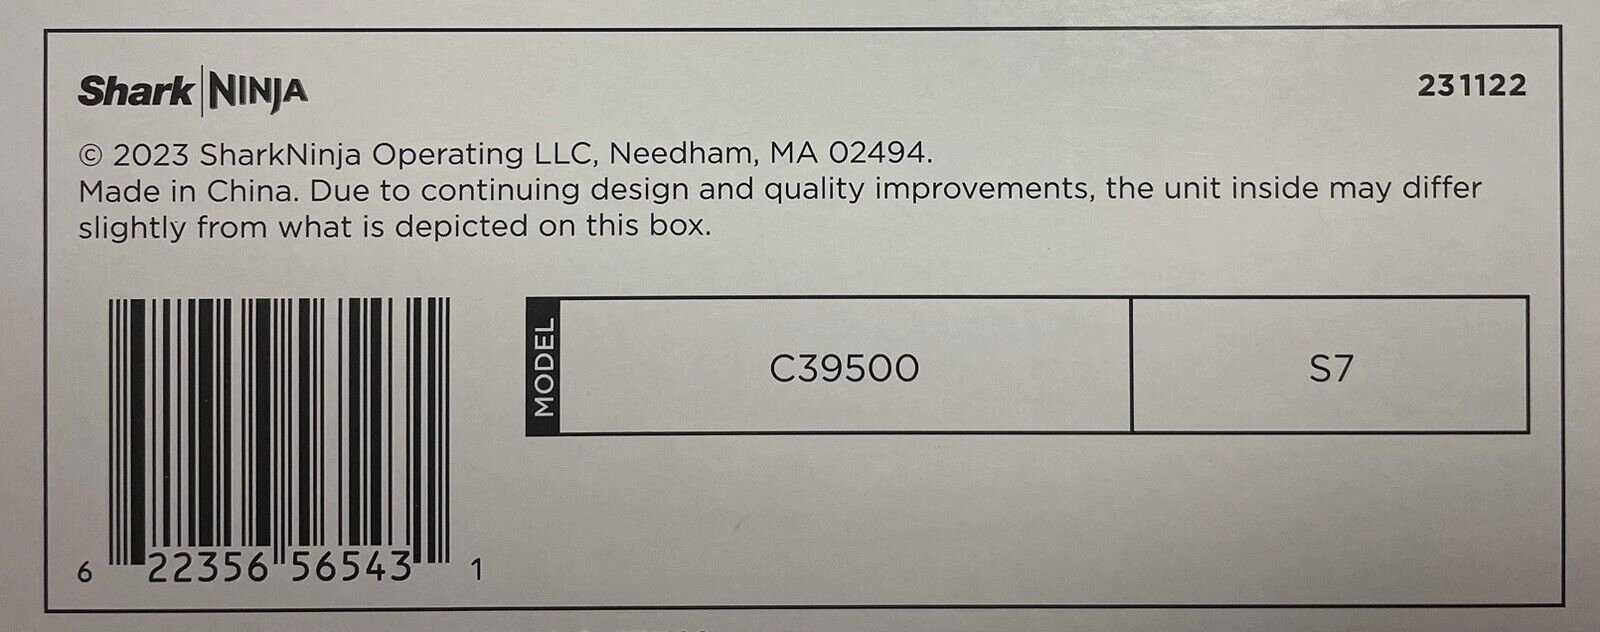 Shark NINJA
231122
© 2023 SharkNinja Operating LLC, Needham, MA 02494.
Made in China. Due to continuing design and quality improvements, the unit inside may differ
slightly from what is depicted on this box.
MODEL
C39500
S7
6 22356 56543 1